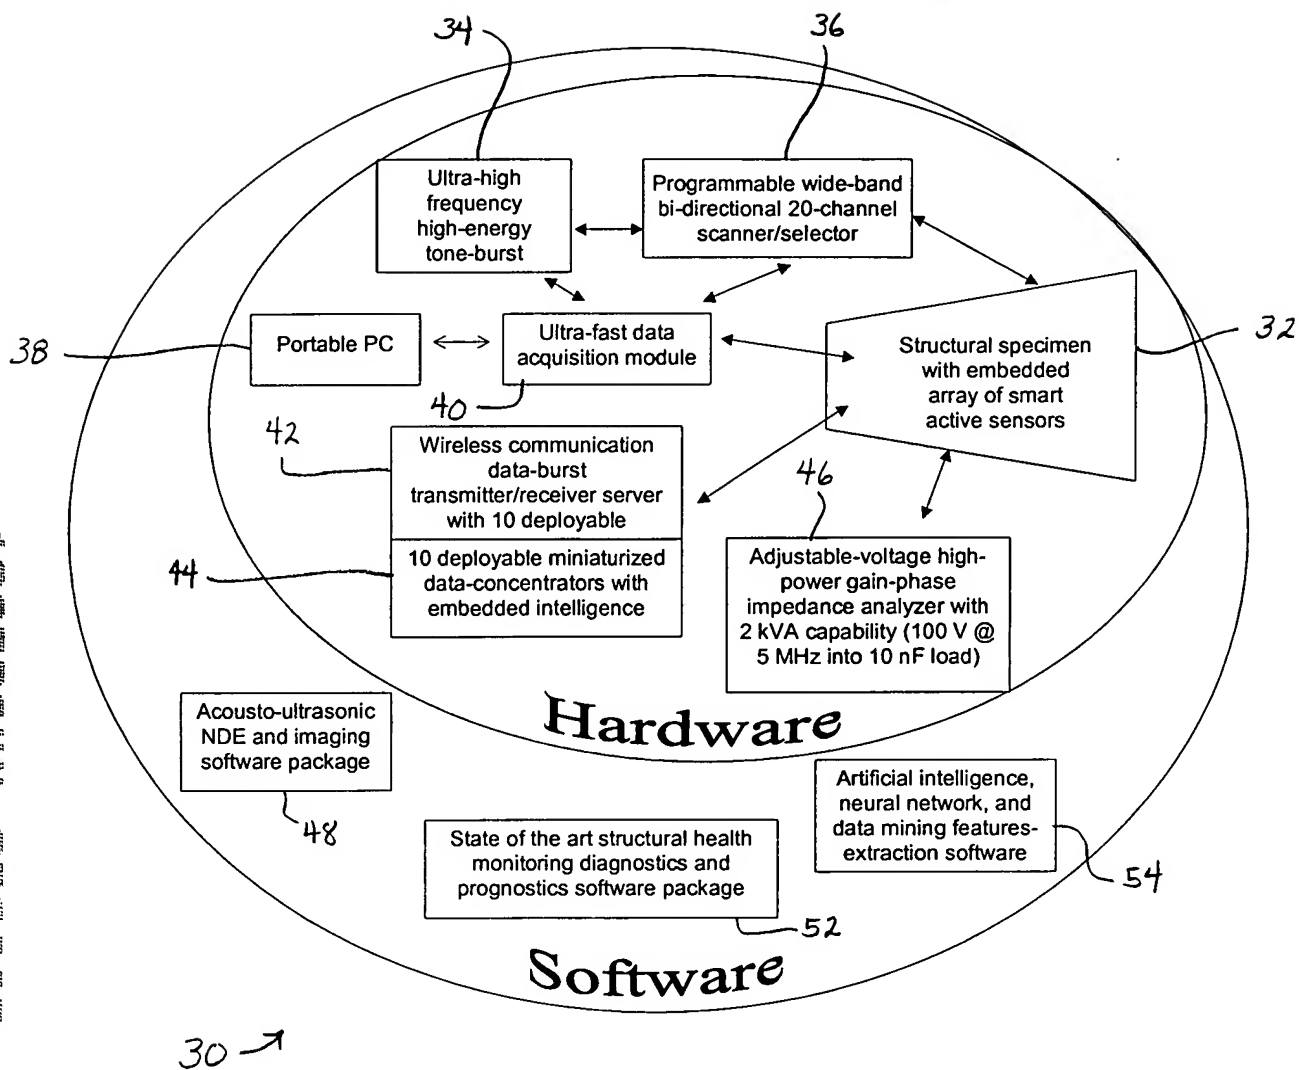 34
36
Ultra-high
frequency
high-energy
tone-burst
Programmable wide-band
bi-directional 20-channel
scanner/selector
38
Portable PC
Ultra-fast data
acquisition module
40
Structural specimen
with embedded
array of smart
active sensors
32
42
Wireless communication
data-burst
transmitter/receiver server
with 10 deployable
44
10 deployable miniaturized
data-concentrators with
embedded intelligence
46
Adjustable-voltage high-
power gain-phase
impedance analyzer with
2 kVA capability (100 V @
5 MHz into 10 nF load)
Hardware
Acousto-ultrasonic
NDE and imaging
software package
48
State of the art structural health
monitoring diagnostics and
prognostics software package
52
Artificial intelligence,
neural network, and
data mining features-
extraction software
54
Software
30